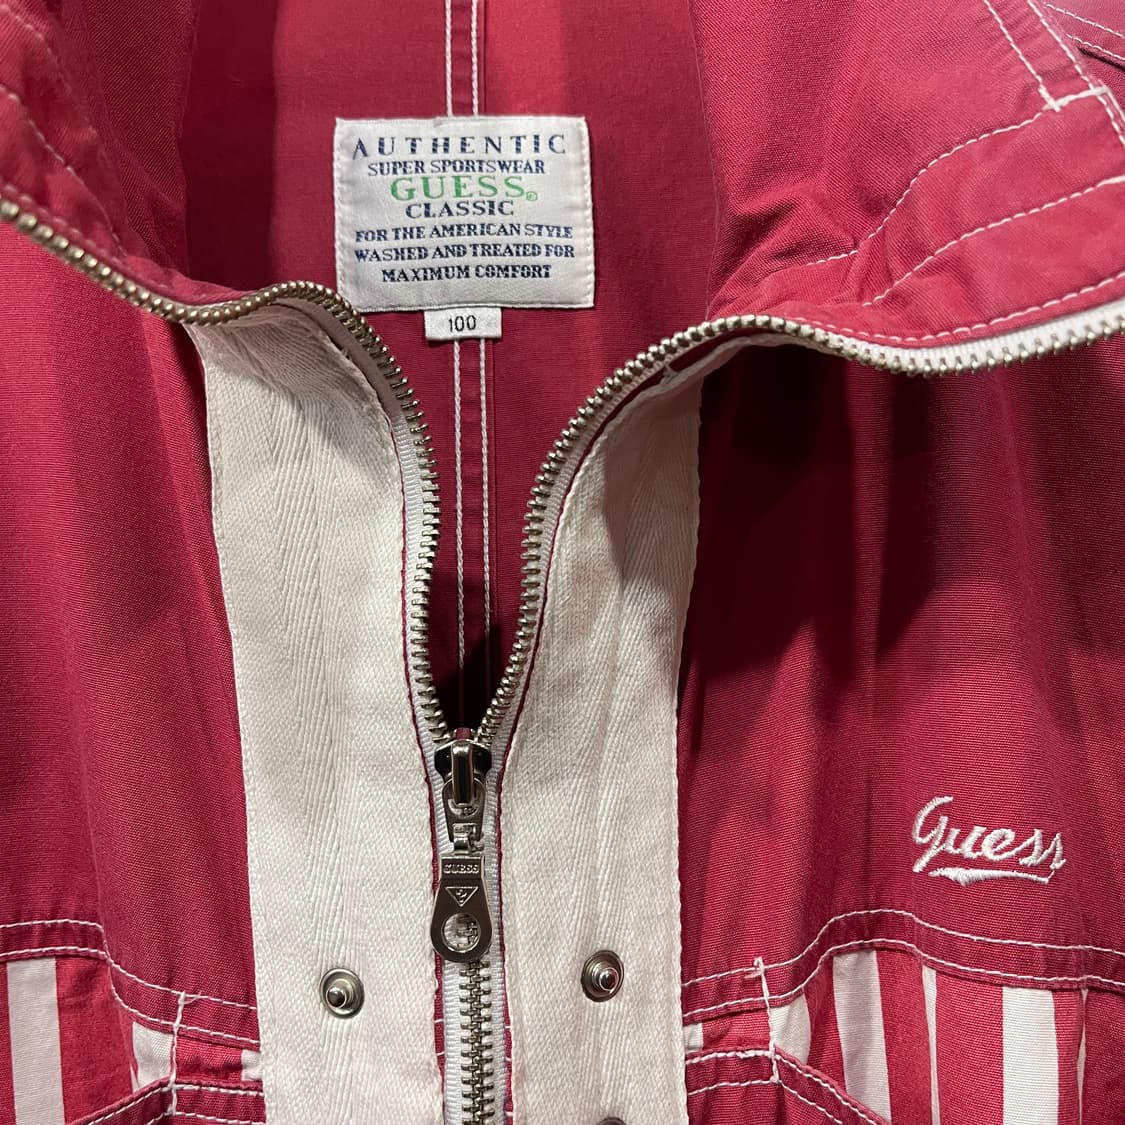 AUTHENTIC
SUPER SPORTSWEAR
GUESS®
CLASSIC
FOR THE AMERICAN STYLE
WASHED AND TREATED FOR
MAXIMUM COMFORT
100
Guess
GUESS
?